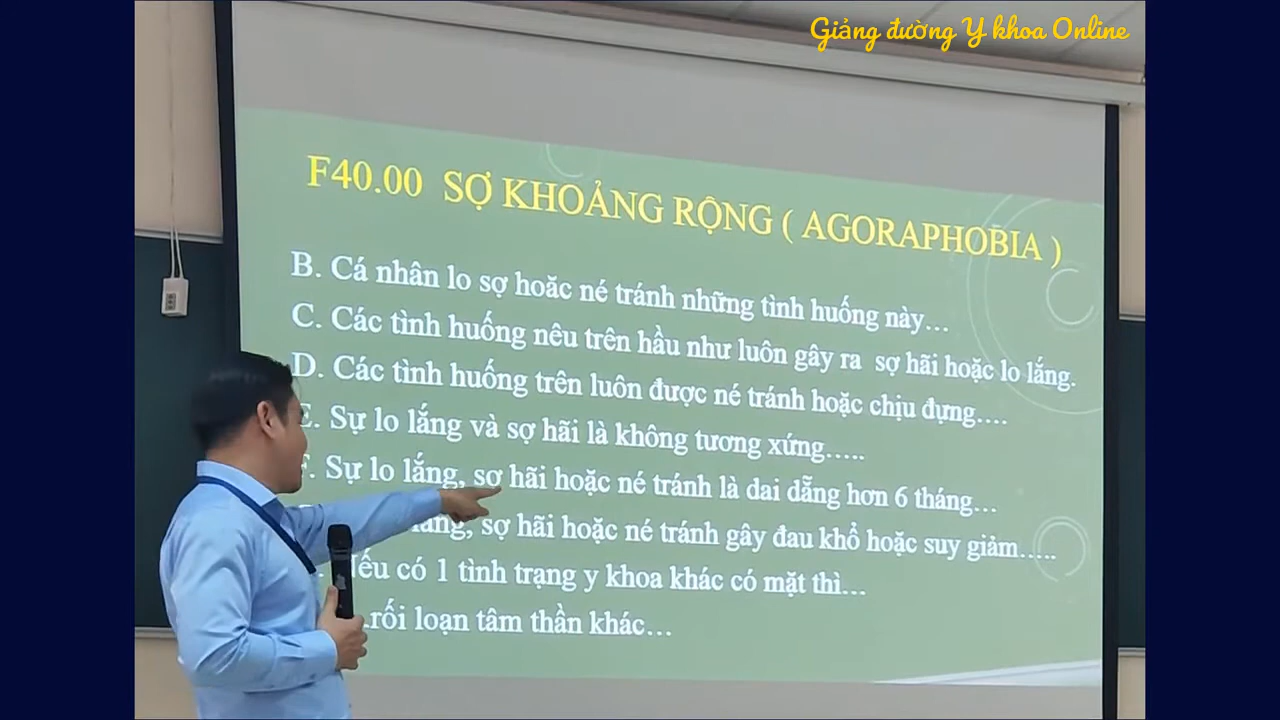 Giảng đường Y khoa Online
F40.00 SỢ KHOẢNG RỘNG ( AGORAPHOBIA )
B. Cá nhân lo sợ hoặc né tránh những tình huống này…
C. Các tình huống nêu trên hầu như luôn gây ra sợ hãi hoặc lo lắng.
D. Các tình huống trên luôn được né tránh hoặc chịu đựng….
E. Sự lo lắng và sợ hãi là không tương xứng…..
F. Sự lo lắng, sợ hãi hoặc né tránh là dai dẳng hơn 6 tháng…
sợ hãi hoặc né tránh gây đau khổ hoặc suy giảm…..
Nếu có 1 tình trạng y khoa khác có mặt thì…
rối loạn tâm thần khác…